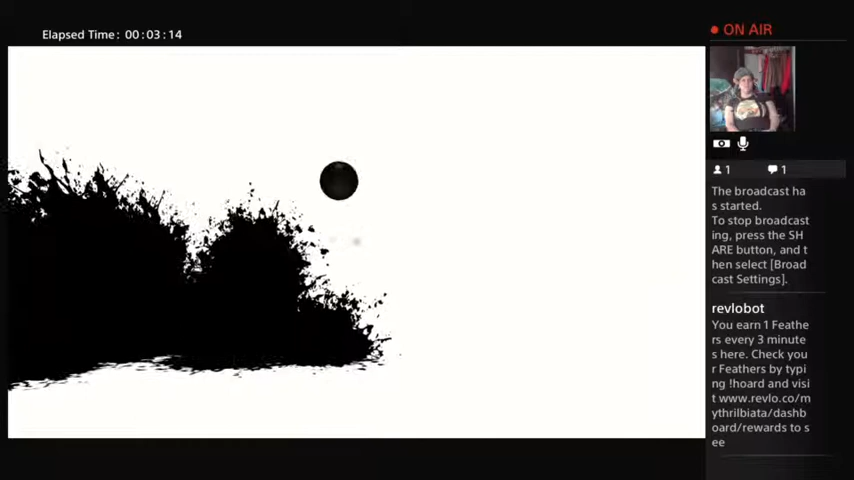 Elapsed Time: 00:03:14
ON AIR
1 1
The broadcast ha
s started.
To stop broadcast
ing, press the SH
ARE button, and t
hen select [Broad
cast Settings].
revlobot
You earn 1 Feathe
rs every 3 minute
s here. Check you
r Feathers by typi
ng !hoard and visi
t www.revlo.co/m
ythrilbiata/dashb
oard/rewards to s
ee